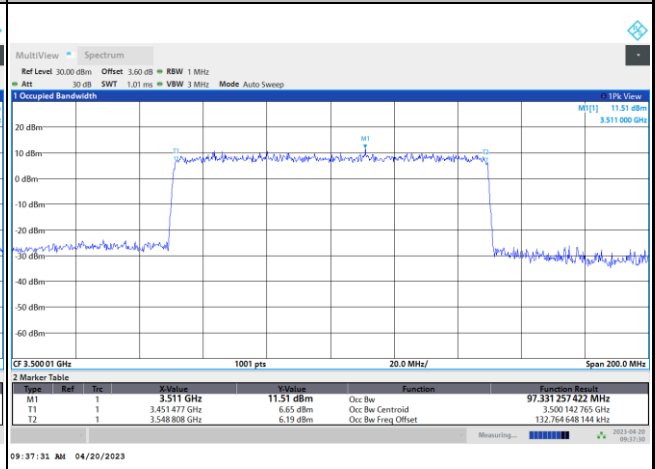 MultiView Spectrum
Ref Level 30.00 dBm Offset 3.60 dB RBW 1 MHz
Att 30 dB SWT 1.01 ms VBW 3 MHz Mode Auto Sweep
1 Occupied Bandwidth 1Pk View
M1[1] 11.51 dBm
3.511 000 GHz
20 dBm
M1
10 dBm
T1 T2
0 dBm
-10 dBm
-20 dBm
-30 dBm
-40 dBm
-50 dBm
-60 dBm
CF 3.500 01 GHz 1001 pts 20.0 MHz/ Span 200.0 MHz
2 Marker Table
Type Ref Trc X-Value Y-Value Function Function Result
M1 1 3.511 GHz 11.51 dBm Occ Bw 97.331 257 422 MHz
T1 1 3.451 477 GHz 6.65 dBm Occ Bw Centroid 3.500 142 765 GHz
T2 1 3.548 808 GHz 6.19 dBm Occ Bw Freq Offset 132.764 648 144 kHz
Measuring... 2023-04-20
09:37:30
09:37:31 AM 04/20/2023